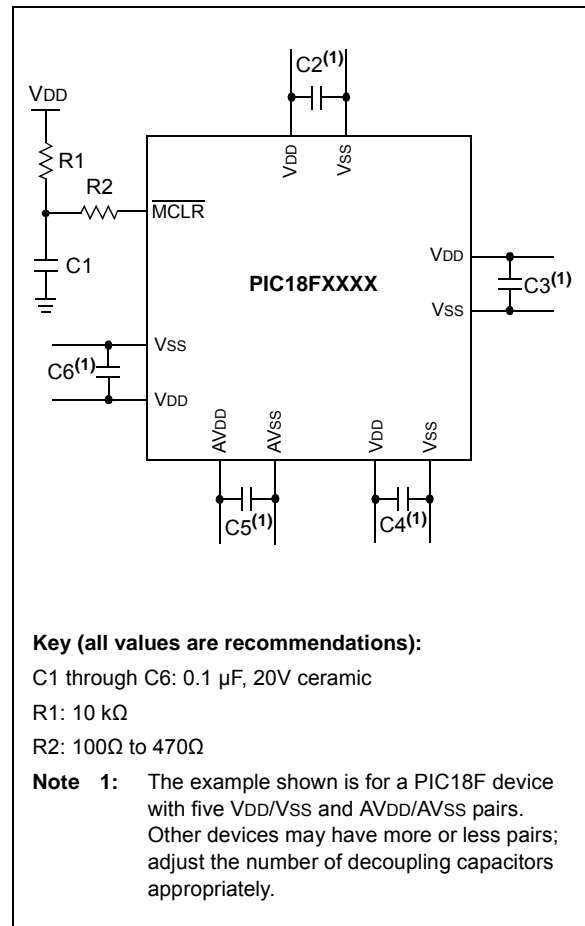 C2(1)
VDD
R1
R2
VDD
VSS
MCLR
C1
PIC18FXXXX
VDD
C3(1)
VSS
VSS
C6(1)
VDD
AVDD
AVSS
VDD
VSS
C5(1)
C4(1)
Key (all values are recommendations):
C1 through C6: 0.1 µF, 20V ceramic
R1: 10 kΩ
R2: 100Ω to 470Ω
Note 1: The example shown is for a PIC18F device
with five VDD/VSS and AVDD/AVSS pairs.
Other devices may have more or less pairs;
adjust the number of decoupling capacitors
appropriately.